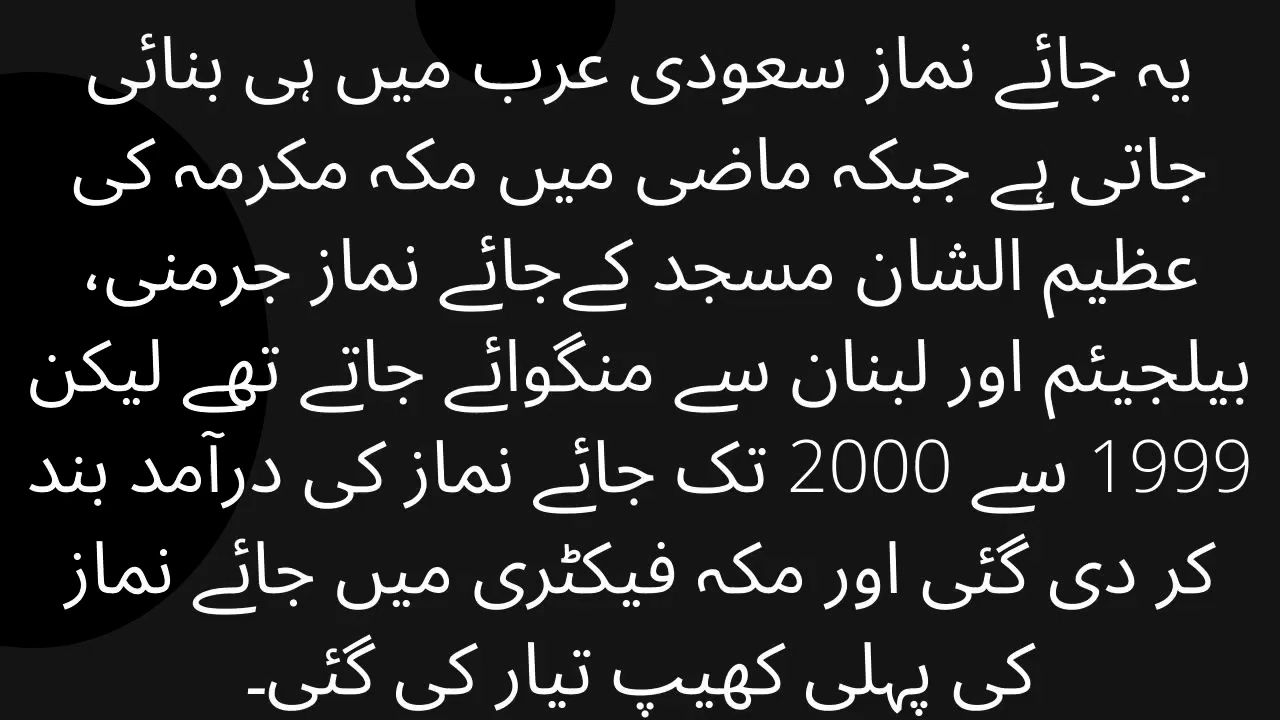 یہ جائے نماز سعودی عرب میں ہی بنائی
جاتی ہے جبکہ ماضی میں مکہ مکرمہ کی
عظیم الشان مسجد کےجائے نماز جرمنی،
بیلجیئم اور لبنان سے منگوائے جاتے تھے لیکن
1999 سے 2000 تک جائے نماز کی درآمد بند
کر دی گئی اور مکہ فیکٹری میں جائے نماز
کی پہلی کھیپ تیار کی گئی۔